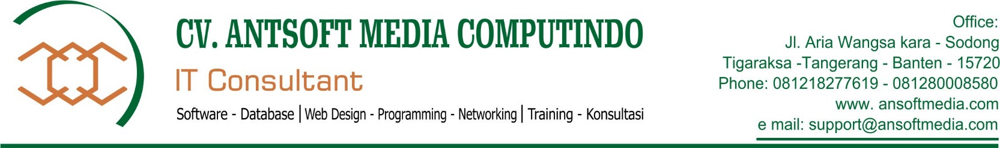 CV. ANTSOFT MEDIA COMPUTINDO
IT Consultant
Software - Database | Web Design - Programming - Networking | Training - Konsultasi
Office:
Jl. Aria Wangsa kara - Sodong
Tigaraksa -Tangerang - Banten - 15720
Phone: 081218277619 - 081280008580
www. ansoftmedia.com
e mail: support@ansoftmedia.com